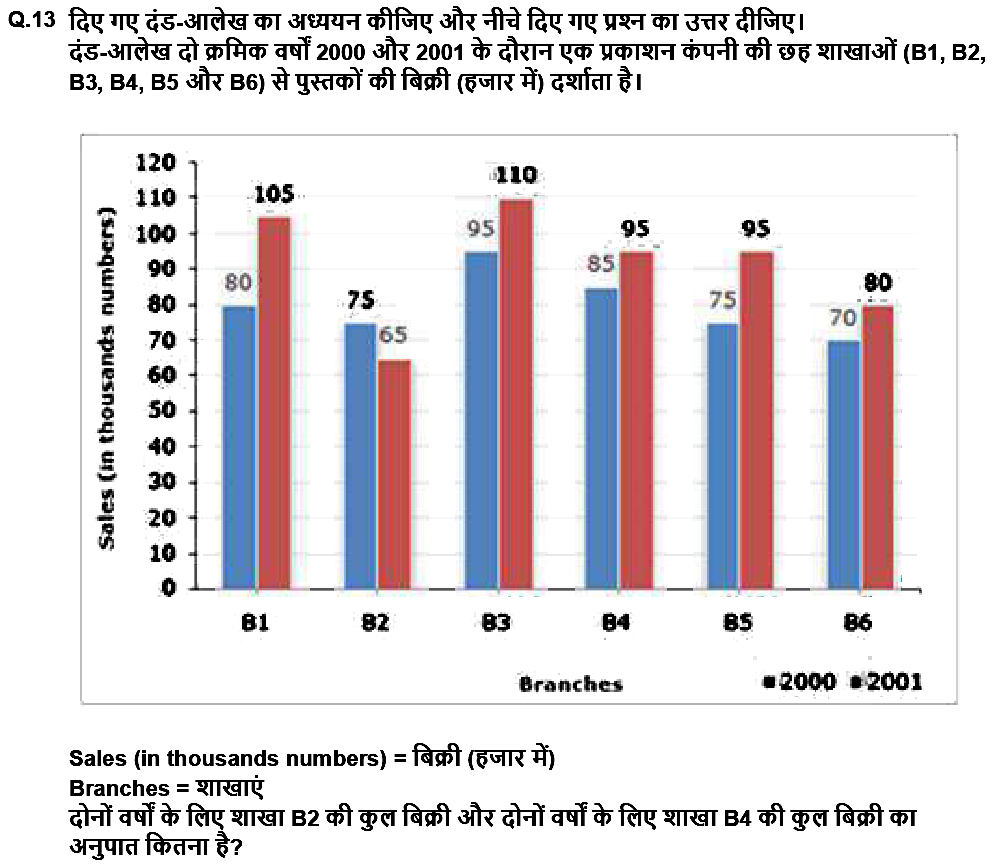 Q.13 दिए गए दंड-आलेख का अध्ययन कीजिए और नीचे दिए गए प्रश्न का उत्तर दीजिए।
दंड-आलेख दो क्रमिक वर्षों 2000 और 2001 के दौरान एक प्रकाशन कंपनी की छह शाखाओं (B1, B2,
B3, B4, B5 और B6) से पुस्तकों की बिक्री (हजार में) दर्शाता है।
Sales (in thousands numbers)
120
110
100
90
80
70
60
50
40
30
20
10
0
80 105
75 65
95 110
85 95
75 95
70 80
B1 B2 B3 B4 B5 B6
Branches 2000 2001
Sales (in thousands numbers) = बिक्री (हजार में)
Branches = शाखाएं
दोनों वर्षों के लिए शाखा B2 की कुल बिक्री और दोनों वर्षों के लिए शाखा B4 की कुल बिक्री का
अनुपात कितना है?